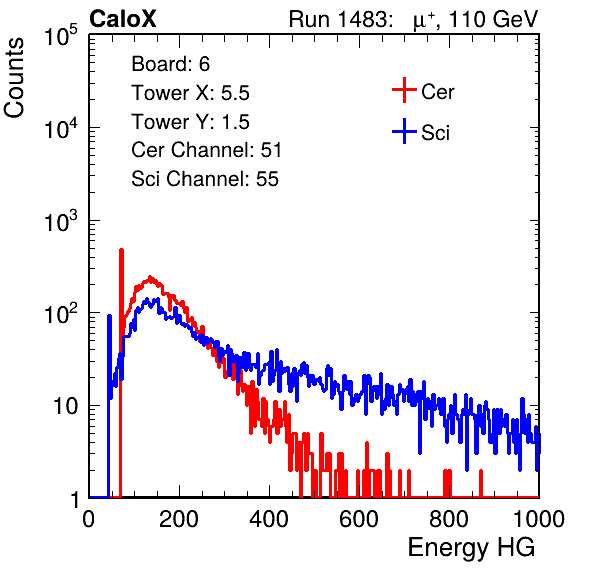 CaloX Run 1483: μ⁺, 110 GeV
Counts
10⁵
10⁴
10³
10²
10
1
Board: 6
Tower X: 5.5
Tower Y: 1.5
Cer Channel: 51
Sci Channel: 55
Cer
Sci
0 200 400 600 800 1000
Energy HG